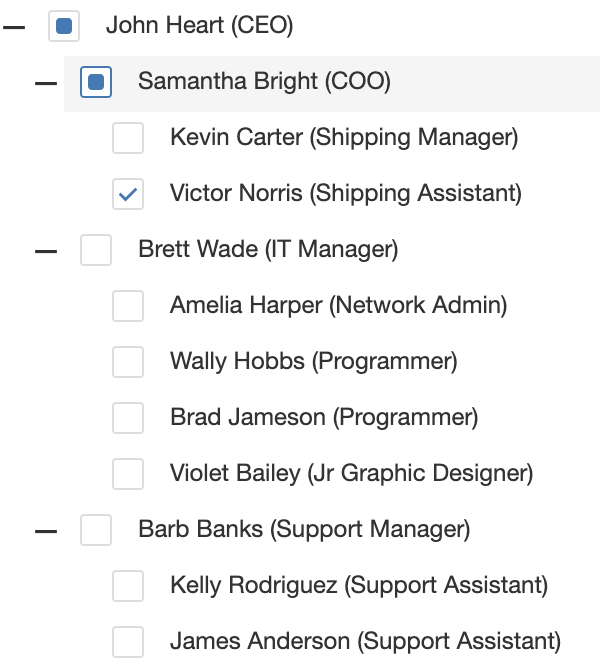 John Heart (CEO)
Samantha Bright (COO)
Kevin Carter (Shipping Manager)
Victor Norris (Shipping Assistant)
Brett Wade (IT Manager)
Amelia Harper (Network Admin)
Wally Hobbs (Programmer)
Brad Jameson (Programmer)
Violet Bailey (Jr Graphic Designer)
Barb Banks (Support Manager)
Kelly Rodriguez (Support Assistant)
James Anderson (Support Assistant)